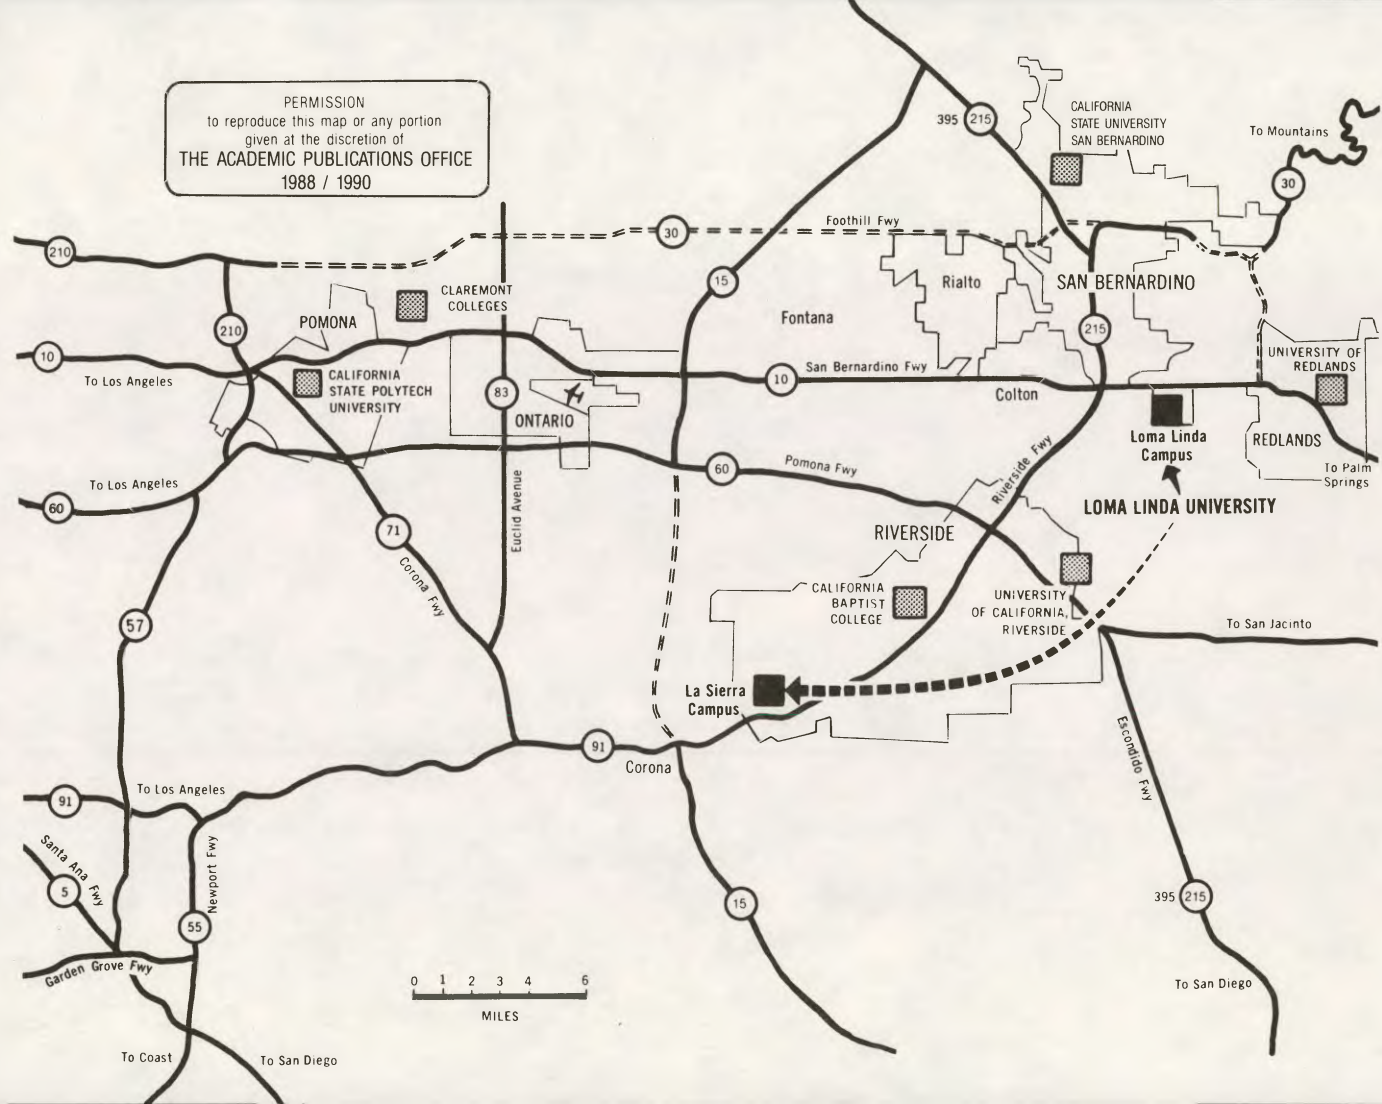 PERMISSION
to reproduce this map or any portion
given at the discretion of
THE ACADEMIC PUBLICATIONS OFFICE
1988 / 1990
395
215
CALIFORNIA
STATE UNIVERSITY
SAN BERNARDINO
To Mountains
30
Foothill Fwy
30
210
15
CLAREMONT
COLLEGES
Rialto
SAN BERNARDINO
Fontana
POMONA
210
215
10
To Los Angeles
CALIFORNIA
STATE POLYTECH
UNIVERSITY
83
ONTARIO
10
San Bernardino Fwy
Colton
UNIVERSITY OF
REDLANDS
Loma Linda
Campus
REDLANDS
To Palm
Springs
60
To Los Angeles
60
Pomona Fwy
Riverside Fwy
Euclid Avenue
LOMA LINDA UNIVERSITY
71
Corona Fwy
RIVERSIDE
CALIFORNIA
BAPTIST
COLLEGE
UNIVERSITY
OF CALIFORNIA,
RIVERSIDE
To San Jacinto
57
La Sierra
Campus
91
Corona
Escondido Fwy
91
To Los Angeles
Santa Ana Fwy
5
Newport Fwy
55
Garden Grove Fwy
15
395
215
To San Diego
0 1 2 3 4 6
MILES
To Coast
To San Diego